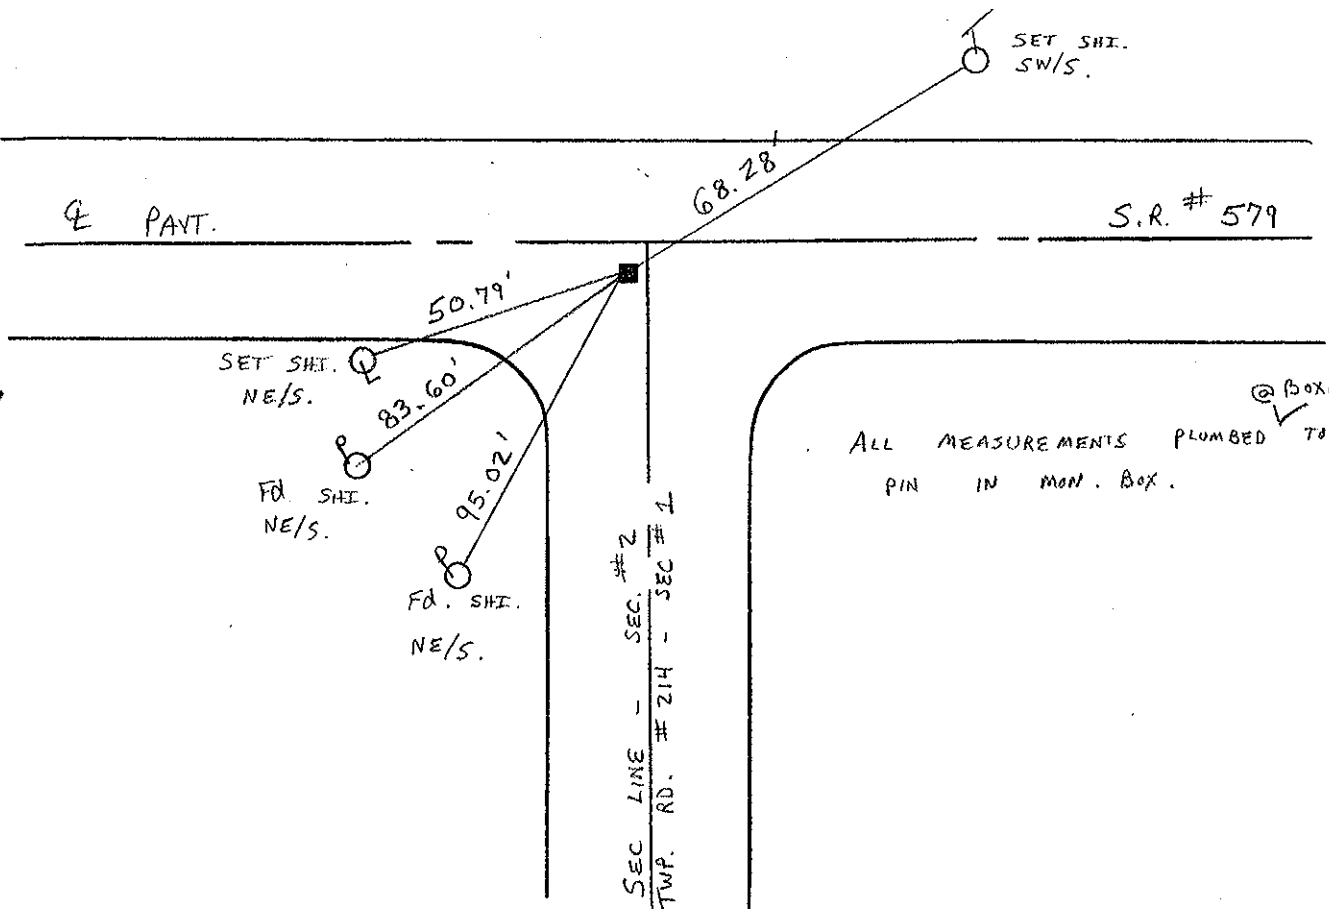 SET SHI.
SW/S.
68.28'
℄ PAVT.
S.R. # 579
50.79'
SET SHI.
NE/S.
83.60'
@ BOX.
ALL MEASUREMENTS PLUMBED TO
PIN IN MON. BOX.
Fd. SHI.
NE/S.
95.02'
Fd. SHI.
NE/S.
SEC LINE - SEC. #2
TWP. RD. # 214 - SEC #1